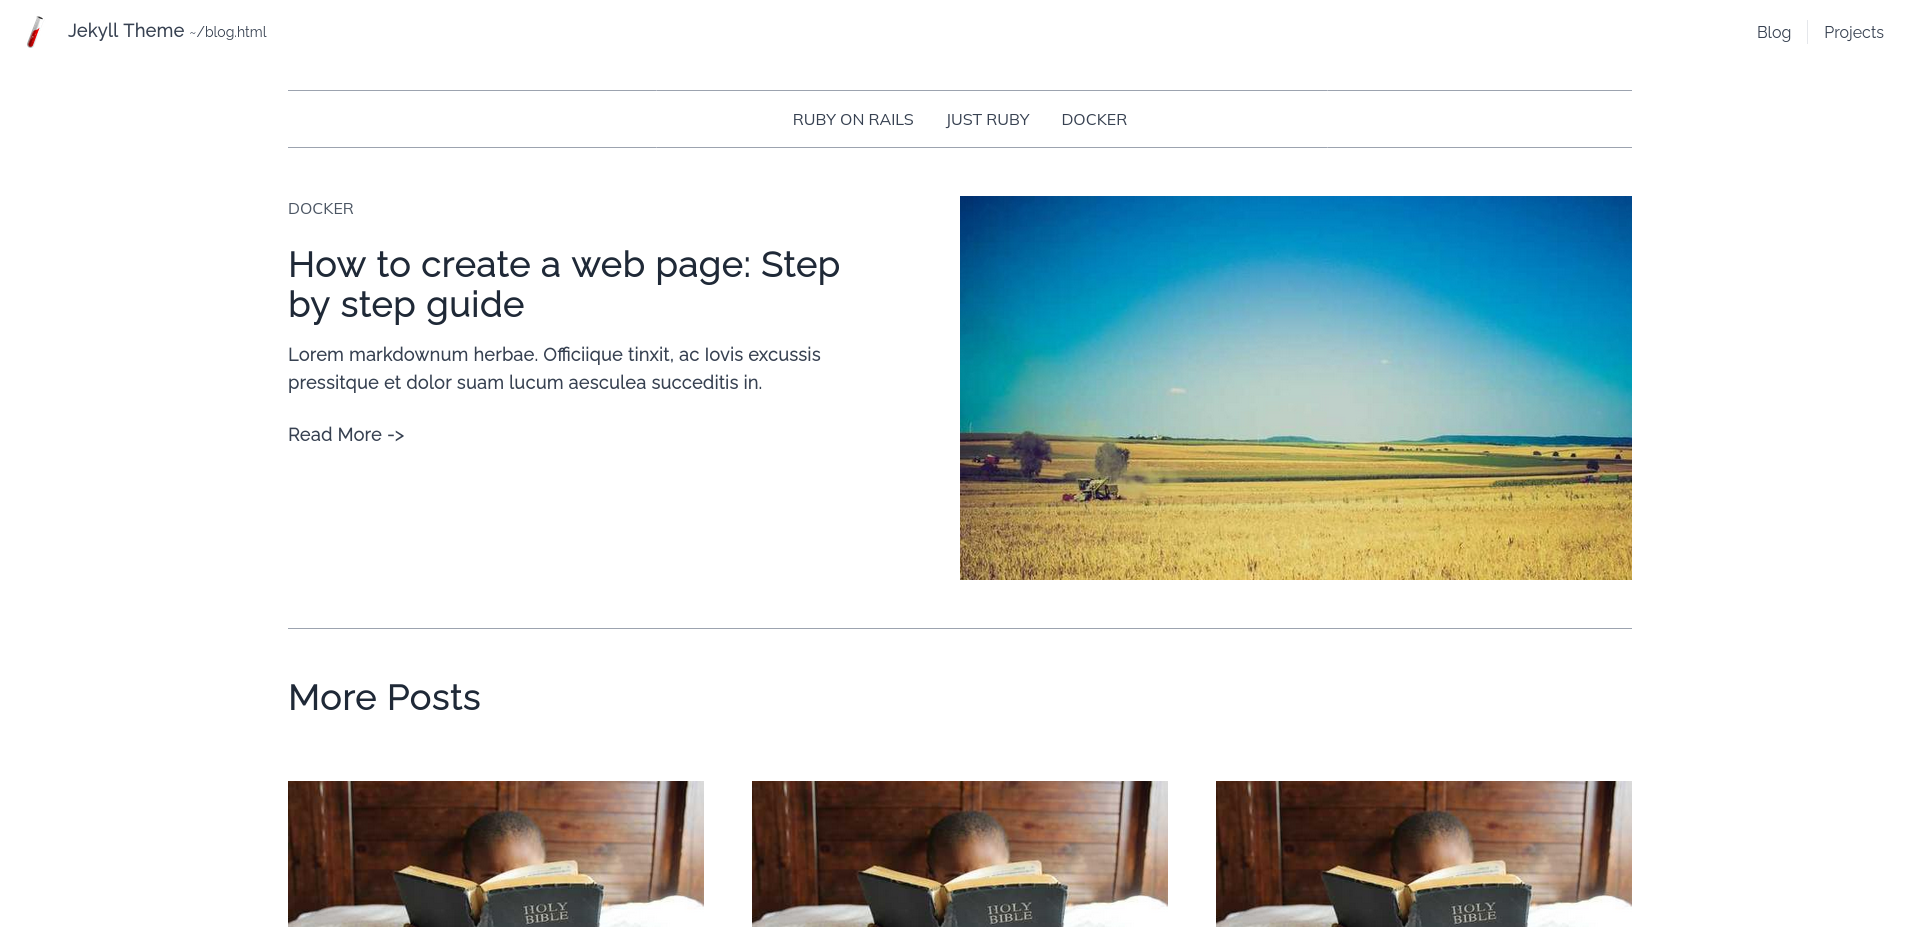 Jekyll Theme ~/blog.html
Blog
Projects
RUBY ON RAILS
JUST RUBY
DOCKER
DOCKER
How to create a web page: Step
by step guide
Lorem markdownum herbae. Officiique tinxit, ac Iovis excussis
pressitque et dolor suam lucum aesculea succeditis in.
Read More ->
More Posts
HOLY
BIBLE
HOLY
BIBLE
HOLY
BIBLE